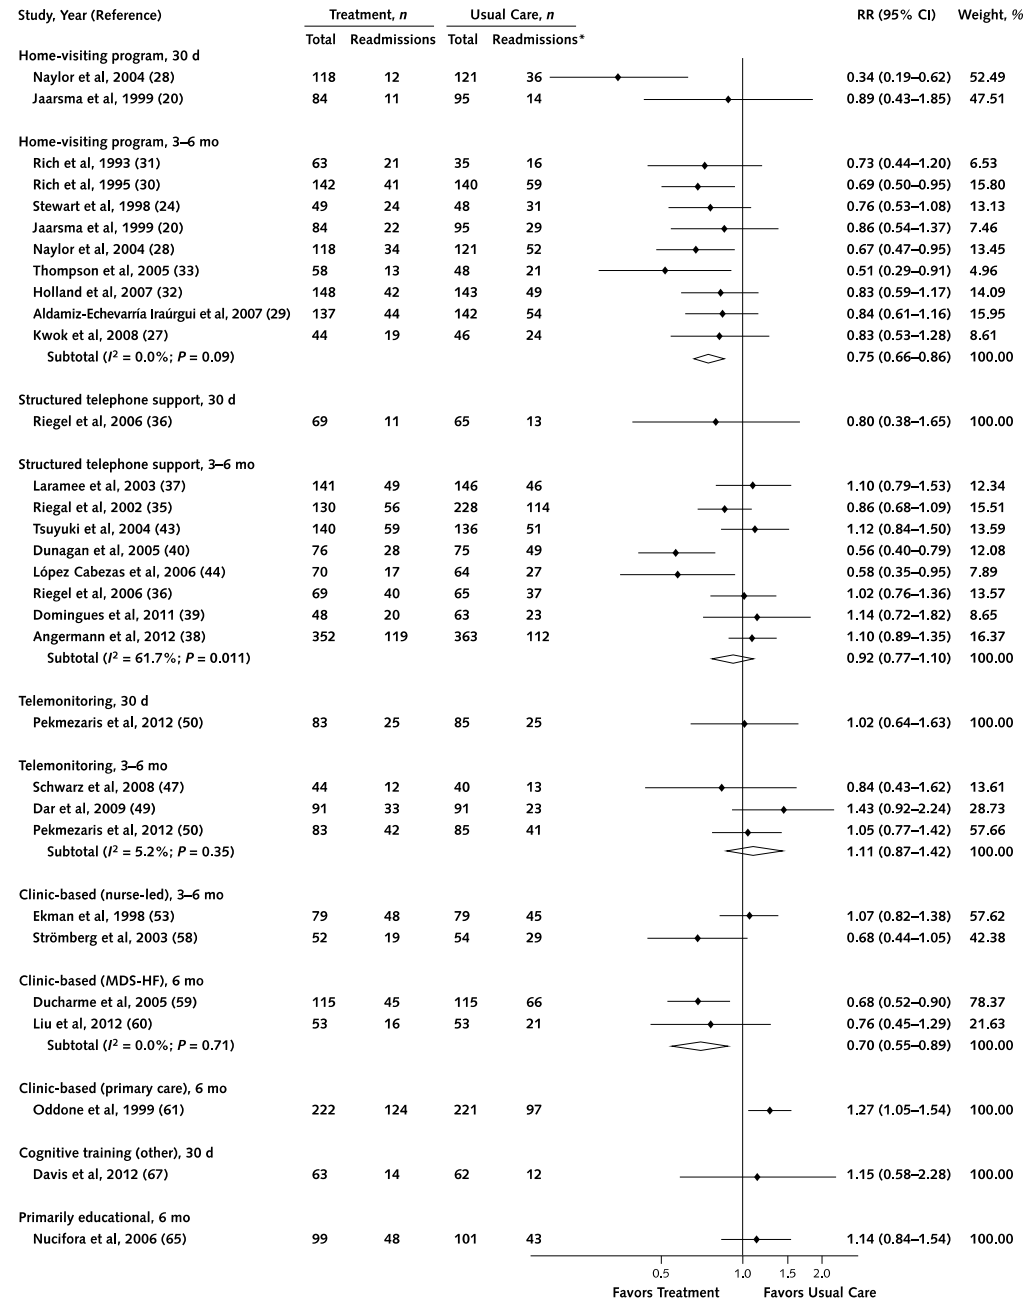 Study, Year (Reference) Treatment, n Usual Care, n RR (95% CI) Weight, %
Total Readmissions Total Readmissions*
Home-visiting program, 30 d
Naylor et al, 2004 (28) 118 12 121 36 0.34 (0.19–0.62) 52.49
Jaarsma et al, 1999 (20) 84 11 95 14 0.89 (0.43–1.85) 47.51
Home-visiting program, 3–6 mo
Rich et al, 1993 (31) 63 21 35 16 0.73 (0.44–1.20) 6.53
Rich et al, 1995 (30) 142 41 140 59 0.69 (0.50–0.95) 15.80
Stewart et al, 1998 (24) 49 24 48 31 0.76 (0.53–1.08) 13.13
Jaarsma et al, 1999 (20) 84 22 95 29 0.86 (0.54–1.37) 7.46
Naylor et al, 2004 (28) 118 34 121 52 0.67 (0.47–0.95) 13.45
Thompson et al, 2005 (33) 58 13 48 21 0.51 (0.29–0.91) 4.96
Holland et al, 2007 (32) 148 42 143 49 0.83 (0.59–1.17) 14.09
Aldamiz-Echevarría Iraúrgui et al, 2007 (29) 137 44 142 54 0.84 (0.61–1.16) 15.95
Kwok et al, 2008 (27) 44 19 46 24 0.83 (0.53–1.28) 8.61
Subtotal (I² = 0.0%; P = 0.09) 0.75 (0.66–0.86) 100.00
Structured telephone support, 30 d
Riegel et al, 2006 (36) 69 11 65 13 0.80 (0.38–1.65) 100.00
Structured telephone support, 3–6 mo
Laramee et al, 2003 (37) 141 49 146 46 1.10 (0.79–1.53) 12.34
Riegal et al, 2002 (35) 130 56 228 114 0.86 (0.68–1.09) 15.51
Tsuyuki et al, 2004 (43) 140 59 136 51 1.12 (0.84–1.50) 13.59
Dunagan et al, 2005 (40) 76 28 75 49 0.56 (0.40–0.79) 12.08
López Cabezas et al, 2006 (44) 70 17 64 27 0.58 (0.35–0.95) 7.89
Riegel et al, 2006 (36) 69 40 65 37 1.02 (0.76–1.36) 13.57
Domingues et al, 2011 (39) 48 20 63 23 1.14 (0.72–1.82) 8.65
Angermann et al, 2012 (38) 352 119 363 112 1.10 (0.89–1.35) 16.37
Subtotal (I² = 61.7%; P = 0.011) 0.92 (0.77–1.10) 100.00
Telemonitoring, 30 d
Pekmezaris et al, 2012 (50) 83 25 85 25 1.02 (0.64–1.63) 100.00
Telemonitoring, 3–6 mo
Schwarz et al, 2008 (47) 44 12 40 13 0.84 (0.43–1.62) 13.61
Dar et al, 2009 (49) 91 33 91 23 1.43 (0.92–2.24) 28.73
Pekmezaris et al, 2012 (50) 83 42 85 41 1.05 (0.77–1.42) 57.66
Subtotal (I² = 5.2%; P = 0.35) 1.11 (0.87–1.42) 100.00
Clinic-based (nurse-led), 3–6 mo
Ekman et al, 1998 (53) 79 48 79 45 1.07 (0.82–1.38) 57.62
Strömberg et al, 2003 (58) 52 19 54 29 0.68 (0.44–1.05) 42.38
Clinic-based (MDS-HF), 6 mo
Ducharme et al, 2005 (59) 115 45 115 66 0.68 (0.52–0.90) 78.37
Liu et al, 2012 (60) 53 16 53 21 0.76 (0.45–1.29) 21.63
Subtotal (I² = 0.0%; P = 0.71) 0.70 (0.55–0.89) 100.00
Clinic-based (primary care), 6 mo
Oddone et al, 1999 (61) 222 124 221 97 1.27 (1.05–1.54) 100.00
Cognitive training (other), 30 d
Davis et al, 2012 (67) 63 14 62 12 1.15 (0.58–2.28) 100.00
Primarily educational, 6 mo
Nucifora et al, 2006 (65) 99 48 101 43 1.14 (0.84–1.54) 100.00
0.5 1.0 1.5 2.0
Favors Treatment Favors Usual Care